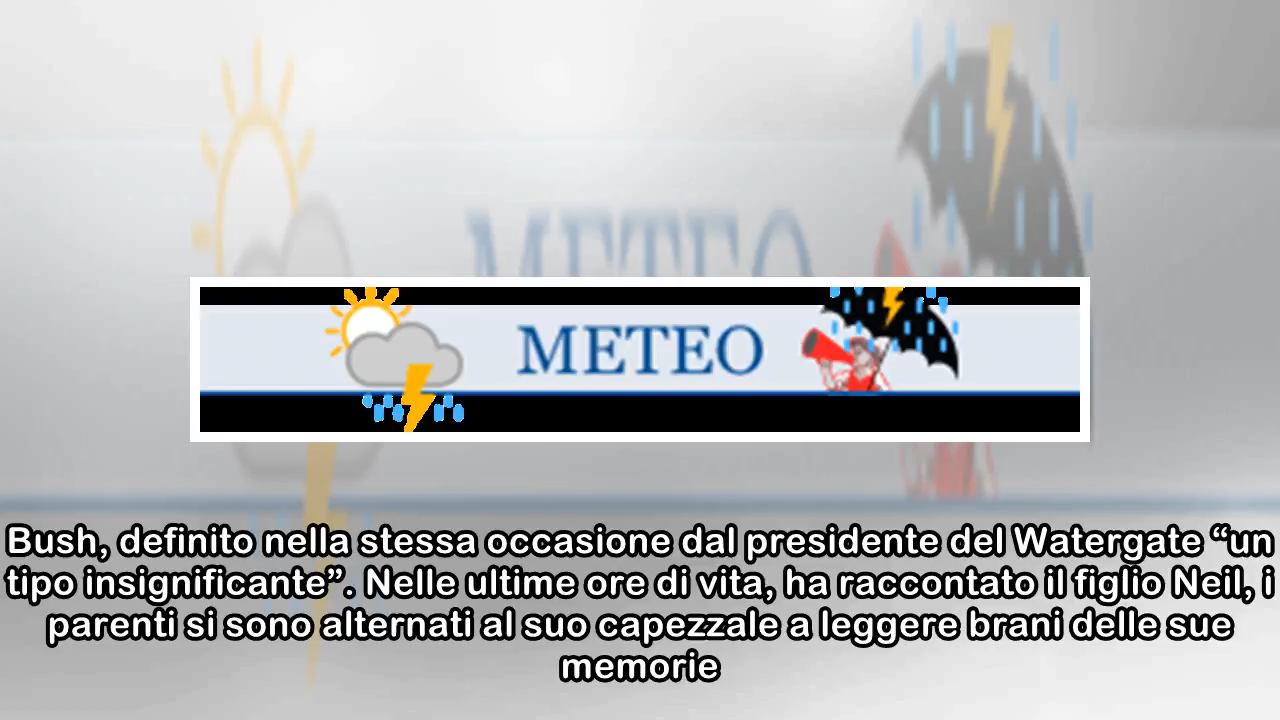 METEO
METEO
Bush, definito nella stessa occasione dal presidente del Watergate “un
tipo insignificante”. Nelle ultime ore di vita, ha raccontato il figlio Neil, i
parenti si sono alternati al suo capezzale a leggere brani delle sue
memorie